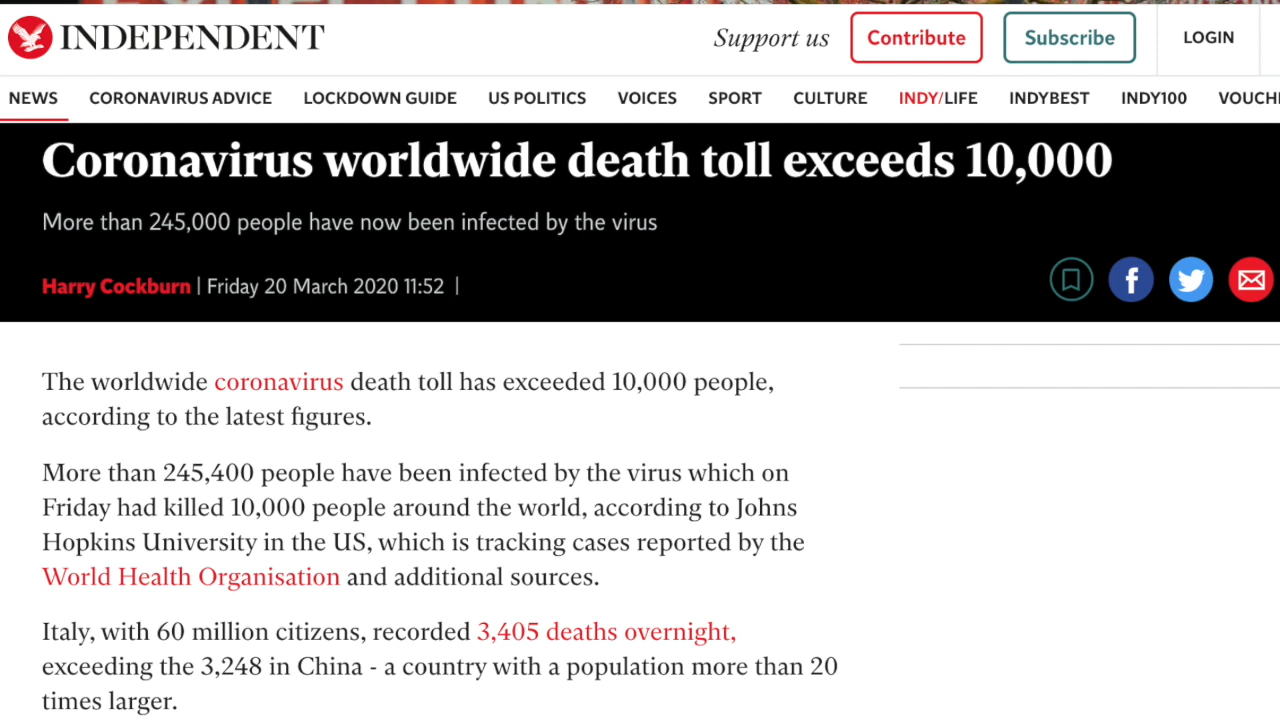 INDEPENDENT
Support us
Contribute
Subscribe
LOGIN
NEWS CORONAVIRUS ADVICE LOCKDOWN GUIDE US POLITICS VOICES SPORT CULTURE INDY/LIFE INDYBEST INDY100 VOUCH
Coronavirus worldwide death toll exceeds 10,000
More than 245,000 people have now been infected by the virus
Harry Cockburn | Friday 20 March 2020 11:52 |
The worldwide coronavirus death toll has exceeded 10,000 people,
according to the latest figures.
More than 245,400 people have been infected by the virus which on
Friday had killed 10,000 people around the world, according to Johns
Hopkins University in the US, which is tracking cases reported by the
World Health Organisation and additional sources.
Italy, with 60 million citizens, recorded 3,405 deaths overnight,
exceeding the 3,248 in China - a country with a population more than 20
times larger.